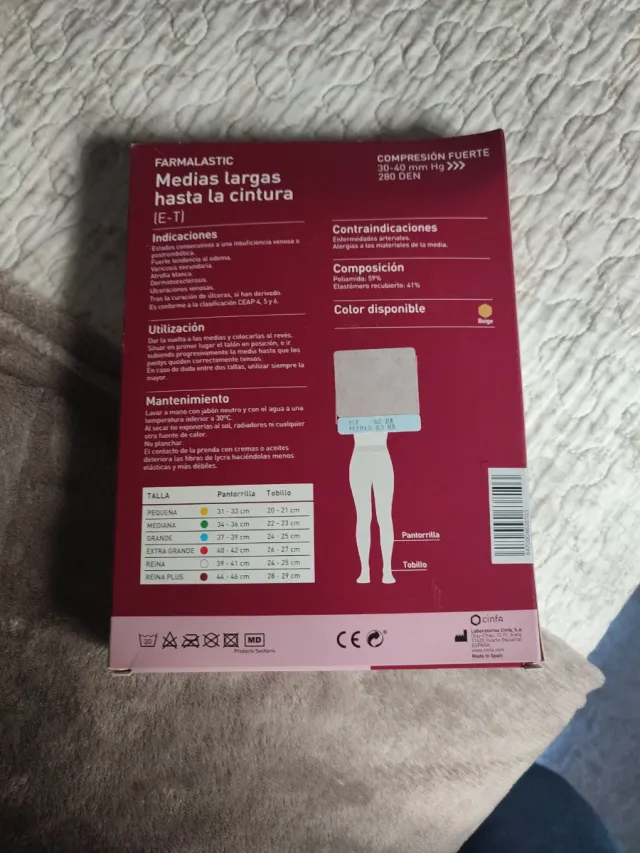 FARMALASTIC
Medias largas
hasta la cintura
(E-T)
COMPRESIÓN FUERTE
30-40 mm Hg >>>
280 DEN
Indicaciones
Estados consecutivos a una insuficiencia venosa o
postrombótica.
Fuerte tendencia al edema.
Varicosis secundaria.
Atrofia blanca.
Dermatoesclerosis.
Ulceraciones venosas.
Tras la curación de úlceras, si han derivado.
Es conforme a la clasificación CEAP 4, 5 y 6.
Utilización
Dar la vuelta a las medias y colocarlas al revés.
Situar en primer lugar el talón en posición, e ir
subiendo progresivamente la media hasta que los
pantys queden correctamente tensos.
En caso de duda entre dos tallas, utilizar siempre la
mayor.
Mantenimiento
Lavar a mano con jabón neutro y con el agua a una
temperatura inferior a 30ºC.
Al secar no exponerlas al sol, radiadores ni cualquier
otra fuente de calor.
No planchar.
El contacto de la prenda con cremas o aceites
deteriora las fibras de lycra haciéndolas menos
elásticas y más débiles.
TALLA Pantorrilla Tobillo
PEQUEÑA 31 - 33 cm 20 - 21 cm
MEDIANA 34 - 36 cm 22 - 23 cm
GRANDE 37 - 39 cm 24 - 25 cm
EXTRA GRANDE 40 - 42 cm 26 - 27 cm
REINA 39 - 41 cm 24 - 25 cm
REINA PLUS 44 - 46 cm 28 - 29 cm
Contraindicaciones
Enfermedades arteriales.
Alergias a los materiales de la media.
Composición
Poliamida: 59%
Elastómero recubierto: 41%
Color disponible
Beige
Pantorrilla
Tobillo
30
MD
Producto Sanitario
CE
cinfa
Laboratorios Cinfa, S.A.
ESPAÑA
www.cinfa.com
Made in Spain